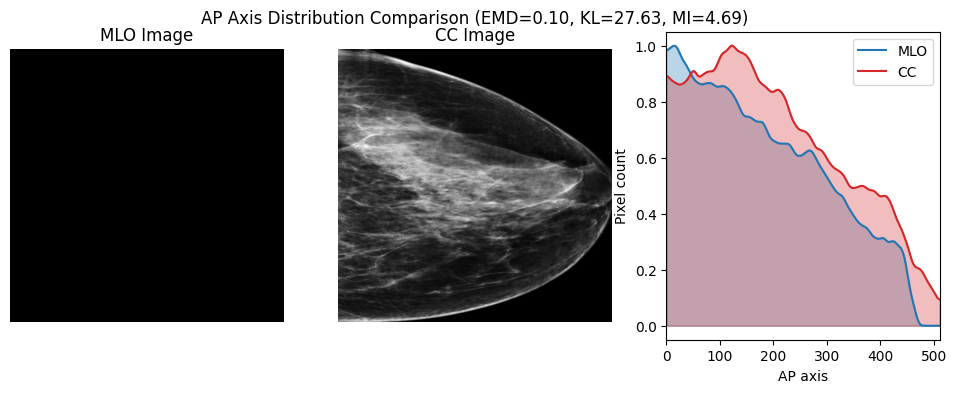 AP Axis Distribution Comparison (EMD=0.10, KL=27.63, MI=4.69)
MLO Image
CC Image
MLO
CC
Pixel count
1.0
0.8
0.6
0.4
0.2
0.0
0 100 200 300 400 500
AP axis